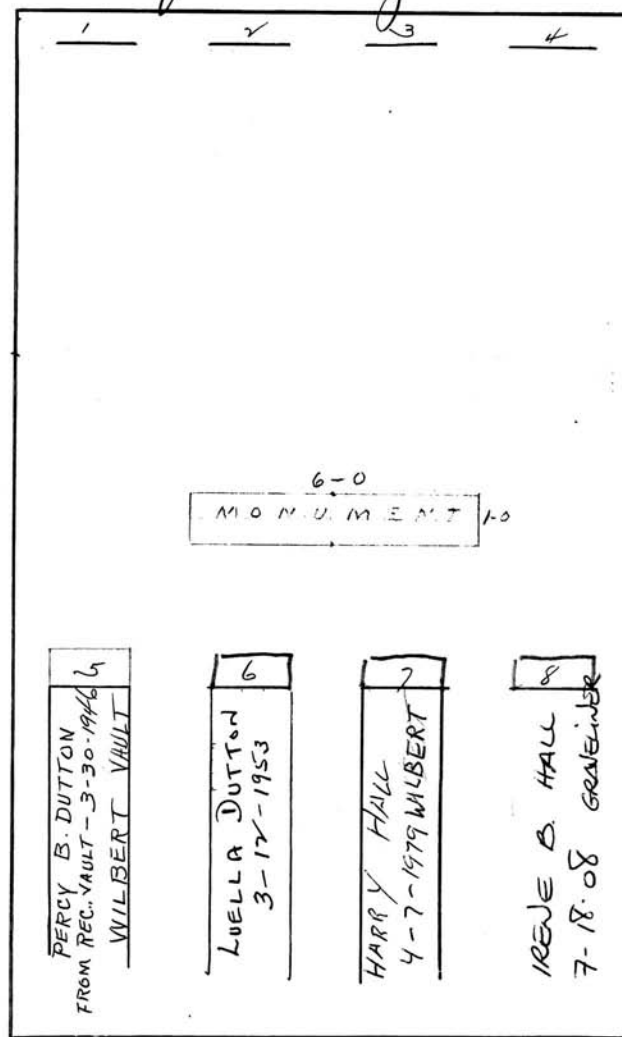 1 2 3 4
6-0
MONUMENT 1-0
5
PERCY B. DUTTON
FROM REC. VAULT - 3-30-1946
WILBERT VAULT
6
LUELLA DUTTON
3-12-1953
7
HARRY HALL
4-7-1979 WILBERT
8
IRENE B. HALL
7-18-08 GRAVELINER